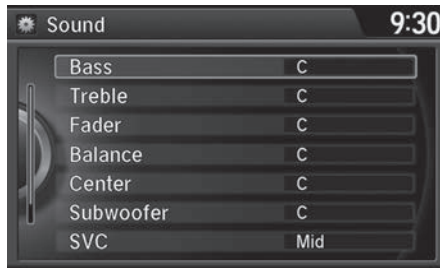 Sound 9:30
Bass C
Treble C
Fader C
Balance C
Center C
Subwoofer C
SVC Mid